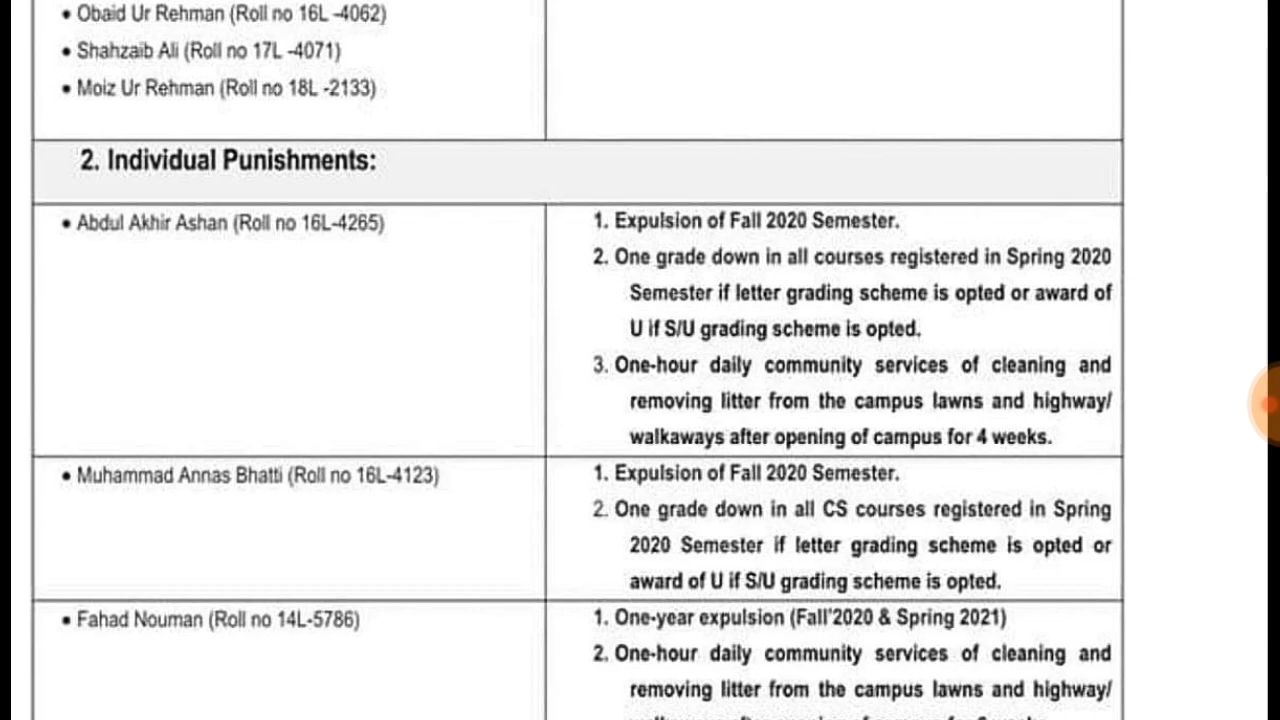 • Obaid Ur Rehman (Roll no 16L -4062)
• Shahzaib Ali (Roll no 17L -4071)
• Moiz Ur Rehman (Roll no 18L -2133)
2. Individual Punishments:
• Abdul Akhir Ashan (Roll no 16L-4265)
1. Expulsion of Fall 2020 Semester.
2. One grade down in all courses registered in Spring 2020
Semester if letter grading scheme is opted or award of
U if S/U grading scheme is opted.
3. One-hour daily community services of cleaning and
removing litter from the campus lawns and highway/
walkaways after opening of campus for 4 weeks.
• Muhammad Annas Bhatti (Roll no 16L-4123)
1. Expulsion of Fall 2020 Semester.
2. One grade down in all CS courses registered in Spring
2020 Semester if letter grading scheme is opted or
award of U if S/U grading scheme is opted.
• Fahad Nouman (Roll no 14L-5786)
1. One-year expulsion (Fall'2020 & Spring 2021)
2. One-hour daily community services of cleaning and
removing litter from the campus lawns and highway/